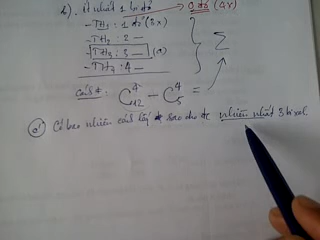 b). Ít nhất 1 bi đỏ 0 đỏ (4x)
- TH1: 1 đỏ (3x)
- TH2: 2 —
- TH3: 3 — (a)
- TH4: 4 —
Cách ≠: C⁴₁₂ − C⁴₅ = Σ
a' Có bao nhiêu cách lấy sao cho đc nhiều nhất 3 bi xanh